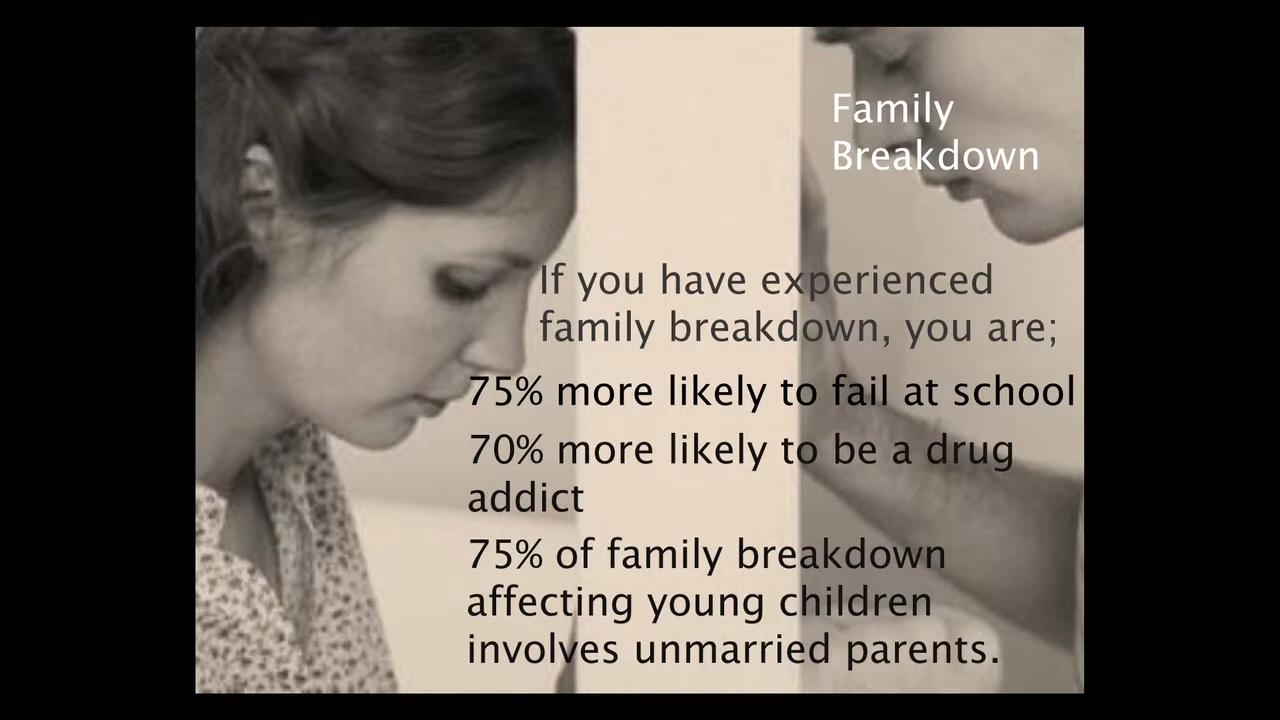 Family
Breakdown
If you have experienced
family breakdown, you are;
75% more likely to fail at school
70% more likely to be a drug
addict
75% of family breakdown
affecting young children
involves unmarried parents.